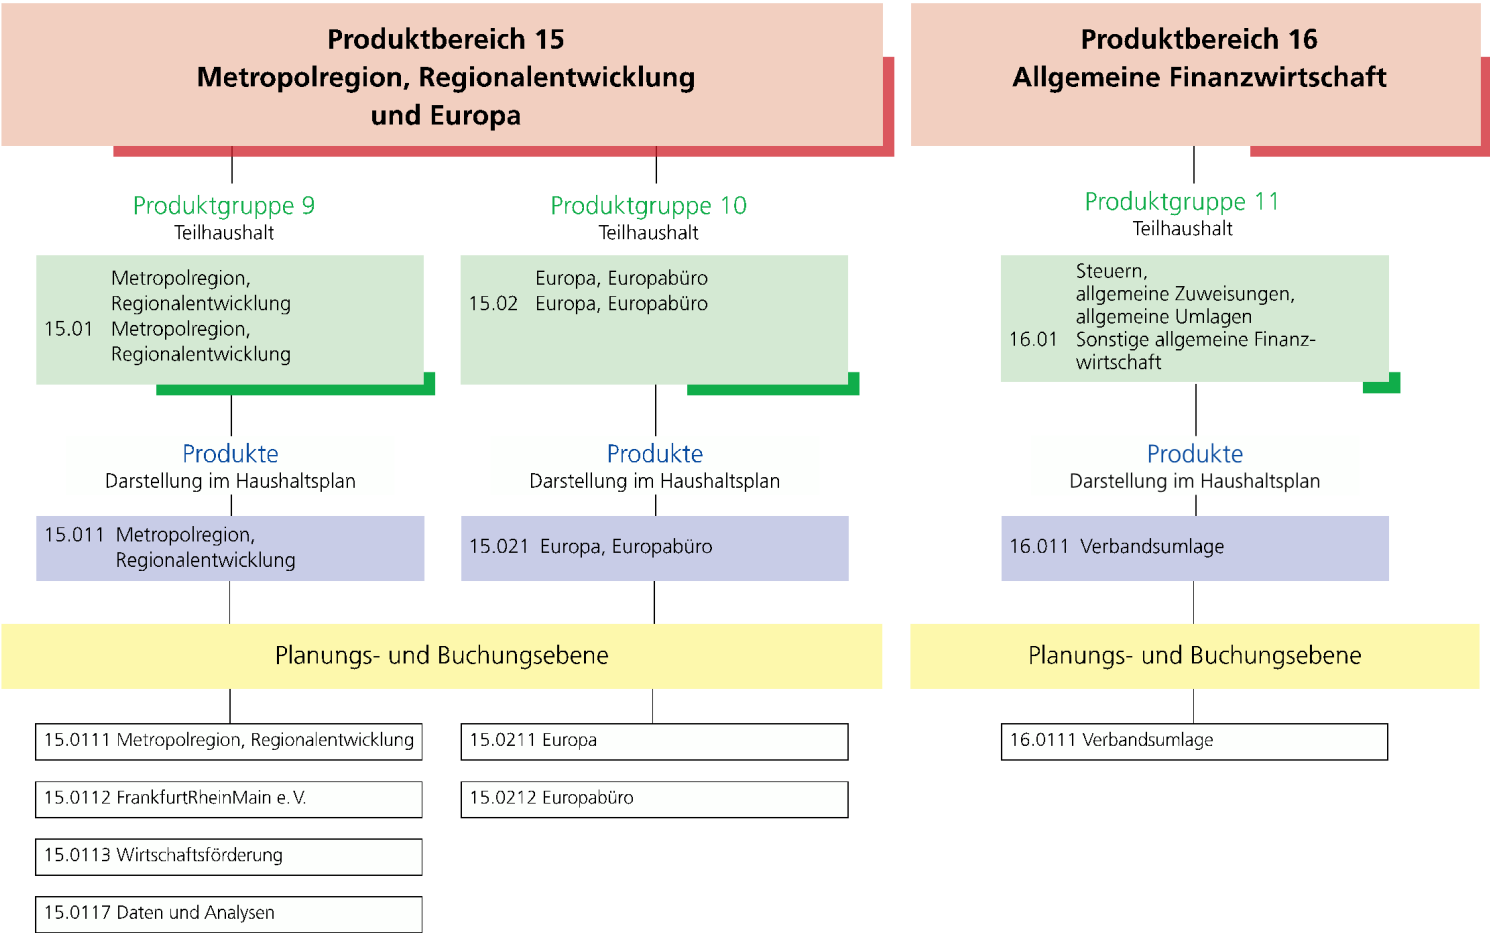 Produktbereich 15
Metropolregion, Regionalentwicklung
und Europa
Produktgruppe 9
Teilhaushalt
Metropolregion,
Regionalentwicklung
15.01 Metropolregion,
Regionalentwicklung
Produkte
Darstellung im Haushaltsplan
15.011 Metropolregion,
Regionalentwicklung
Produktgruppe 10
Teilhaushalt
Europa, Europabüro
15.02 Europa, Europabüro
Produkte
Darstellung im Haushaltsplan
15.021 Europa, Europabüro
Planungs- und Buchungsebene
15.0111 Metropolregion, Regionalentwicklung
15.0112 FrankfurtRheinMain e. V.
15.0113 Wirtschaftsförderung
15.0117 Daten und Analysen
15.0211 Europa
15.0212 Europabüro
Produktbereich 16
Allgemeine Finanzwirtschaft
Produktgruppe 11
Teilhaushalt
Steuern,
allgemeine Zuweisungen,
allgemeine Umlagen
16.01 Sonstige allgemeine Finanz-
wirtschaft
Produkte
Darstellung im Haushaltsplan
16.011 Verbandsumlage
Planungs- und Buchungsebene
16.0111 Verbandsumlage